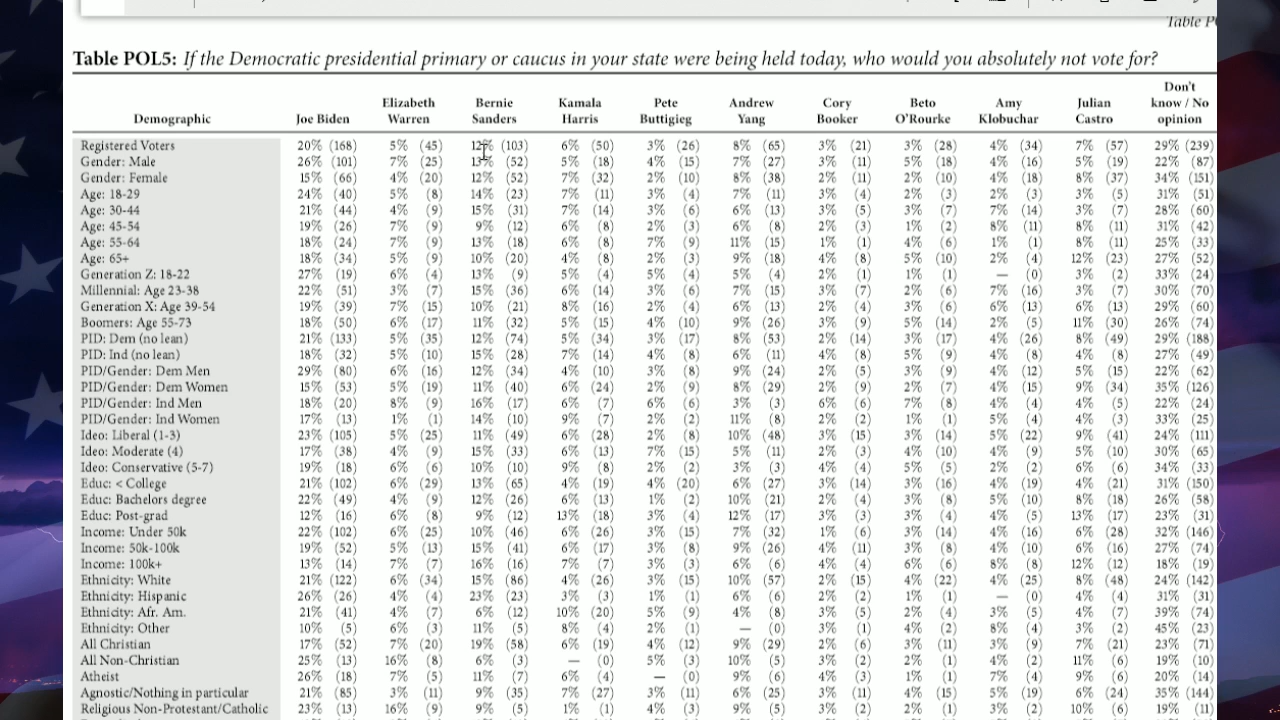 Table PO
Table POL5: If the Democratic presidential primary or caucus in your state were being held today, who would you absolutely not vote for?
Demographic Joe Biden Elizabeth Warren Bernie Sanders Kamala Harris Pete Buttigieg Andrew Yang Cory Booker Beto O'Rourke Amy Klobuchar Julian Castro Don't know / No opinion
Registered Voters 20% (168) 5% (45) 12% (103) 6% (50) 3% (26) 8% (65) 3% (21) 3% (28) 4% (34) 7% (57) 29% (239)
Gender: Male 26% (101) 7% (25) 13% (52) 5% (18) 4% (15) 7% (27) 3% (11) 5% (18) 4% (16) 5% (19) 22% (87)
Gender: Female 15% (66) 4% (20) 12% (52) 7% (32) 2% (10) 8% (38) 2% (11) 2% (10) 4% (18) 8% (37) 34% (151)
Age: 18-29 24% (40) 5% (8) 14% (23) 7% (11) 3% (4) 7% (11) 3% (4) 2% (3) 2% (3) 3% (5) 31% (51)
Age: 30-44 21% (44) 4% (9) 15% (31) 7% (14) 3% (6) 6% (13) 3% (5) 3% (7) 7% (14) 3% (7) 28% (60)
Age: 45-54 19% (26) 7% (9) 9% (12) 6% (8) 2% (3) 6% (8) 2% (3) 1% (2) 8% (11) 8% (11) 31% (42)
Age: 55-64 18% (24) 7% (9) 13% (18) 6% (8) 7% (9) 11% (15) 1% (1) 4% (6) 1% (1) 8% (11) 25% (33)
Age: 65+ 18% (34) 5% (9) 10% (20) 4% (8) 2% (3) 9% (18) 4% (8) 5% (10) 2% (4) 12% (23) 27% (52)
Generation Z: 18-22 27% (19) 6% (4) 13% (9) 5% (4) 5% (4) 5% (4) 2% (1) 1% (1) — (0) 3% (2) 33% (24)
Millennial: Age 23-38 22% (51) 3% (7) 15% (36) 6% (14) 3% (6) 7% (15) 3% (7) 2% (6) 7% (16) 3% (7) 30% (70)
Generation X: Age 39-54 19% (39) 7% (15) 10% (21) 8% (16) 2% (4) 6% (13) 2% (4) 3% (6) 6% (13) 6% (13) 29% (60)
Boomers: Age 55-73 18% (50) 6% (17) 11% (32) 5% (15) 4% (10) 9% (26) 3% (9) 5% (14) 2% (5) 11% (30) 26% (74)
PID: Dem (no lean) 21% (133) 5% (35) 12% (74) 5% (34) 3% (17) 8% (53) 2% (14) 3% (17) 4% (26) 8% (49) 29% (188)
PID: Ind (no lean) 18% (32) 5% (10) 15% (28) 7% (14) 4% (8) 6% (11) 4% (8) 5% (9) 4% (8) 4% (8) 27% (49)
PID/Gender: Dem Men 29% (80) 6% (16) 12% (34) 4% (10) 3% (8) 9% (24) 2% (5) 3% (9) 4% (12) 5% (15) 22% (62)
PID/Gender: Dem Women 15% (53) 5% (19) 11% (40) 6% (24) 2% (9) 8% (29) 2% (9) 2% (7) 4% (15) 9% (34) 35% (126)
PID/Gender: Ind Men 18% (20) 8% (9) 16% (17) 6% (7) 6% (6) 3% (3) 6% (6) 7% (8) 4% (4) 4% (5) 22% (24)
PID/Gender: Ind Women 17% (13) 1% (1) 14% (10) 9% (7) 2% (2) 11% (8) 2% (2) 1% (1) 5% (4) 4% (3) 33% (25)
Ideo: Liberal (1-3) 23% (105) 5% (25) 11% (49) 6% (28) 2% (8) 10% (48) 3% (15) 3% (14) 5% (22) 9% (41) 24% (111)
Ideo: Moderate (4) 17% (38) 4% (9) 15% (33) 6% (13) 7% (15) 5% (11) 2% (3) 4% (10) 4% (9) 5% (10) 30% (65)
Ideo: Conservative (5-7) 19% (18) 6% (6) 10% (10) 9% (8) 2% (2) 3% (3) 4% (4) 5% (5) 2% (2) 6% (6) 34% (33)
Educ: < College 21% (102) 6% (29) 13% (65) 4% (19) 4% (20) 6% (27) 3% (14) 3% (16) 4% (19) 4% (21) 31% (150)
Educ: Bachelors degree 22% (49) 4% (9) 12% (26) 6% (13) 1% (2) 10% (21) 2% (4) 3% (8) 5% (10) 8% (18) 26% (58)
Educ: Post-grad 12% (16) 6% (8) 9% (12) 13% (18) 3% (4) 12% (17) 3% (3) 3% (4) 4% (5) 13% (17) 23% (31)
Income: Under 50k 22% (102) 6% (25) 10% (46) 6% (26) 3% (15) 7% (32) 1% (6) 3% (14) 4% (16) 6% (28) 32% (146)
Income: 50k-100k 19% (52) 5% (13) 15% (41) 6% (17) 3% (8) 9% (26) 4% (11) 3% (8) 4% (10) 6% (16) 27% (74)
Income: 100k+ 13% (14) 7% (7) 16% (16) 7% (7) 3% (3) 6% (6) 4% (4) 6% (6) 8% (8) 12% (12) 18% (19)
Ethnicity: White 21% (122) 6% (34) 15% (86) 4% (26) 3% (15) 10% (57) 2% (15) 4% (22) 4% (25) 8% (48) 24% (142)
Ethnicity: Hispanic 26% (26) 4% (4) 23% (23) 3% (3) 1% (1) 6% (6) 2% (2) 1% (1) — (0) 4% (4) 31% (31)
Ethnicity: Afr. Am. 21% (41) 4% (7) 6% (12) 10% (20) 5% (9) 4% (8) 3% (5) 2% (4) 3% (5) 4% (7) 39% (74)
Ethnicity: Other 10% (5) 6% (3) 11% (5) 8% (4) 2% (1) — (0) 3% (1) 4% (2) 8% (4) 3% (2) 45% (23)
All Christian 17% (52) 7% (20) 19% (58) 6% (19) 4% (12) 9% (29) 2% (6) 3% (11) 3% (9) 7% (21) 23% (71)
All Non-Christian 25% (13) 16% (8) 6% (3) — (0) 5% (3) 10% (5) 3% (2) 2% (1) 4% (2) 11% (6) 19% (10)
Atheist 26% (18) 7% (5) 11% (7) 6% (4) — (0) 9% (6) 4% (3) 1% (1) 7% (4) 9% (6) 20% (14)
Agnostic/Nothing in particular 21% (85) 3% (11) 9% (35) 7% (27) 3% (11) 6% (25) 3% (11) 4% (15) 5% (19) 6% (24) 35% (144)
Religious Non-Protestant/Catholic 23% (13) 16% (9) 9% (5) 1% (1) 4% (3) 9% (5) 3% (2) 2% (1) 3% (2) 10% (6) 18% (10)